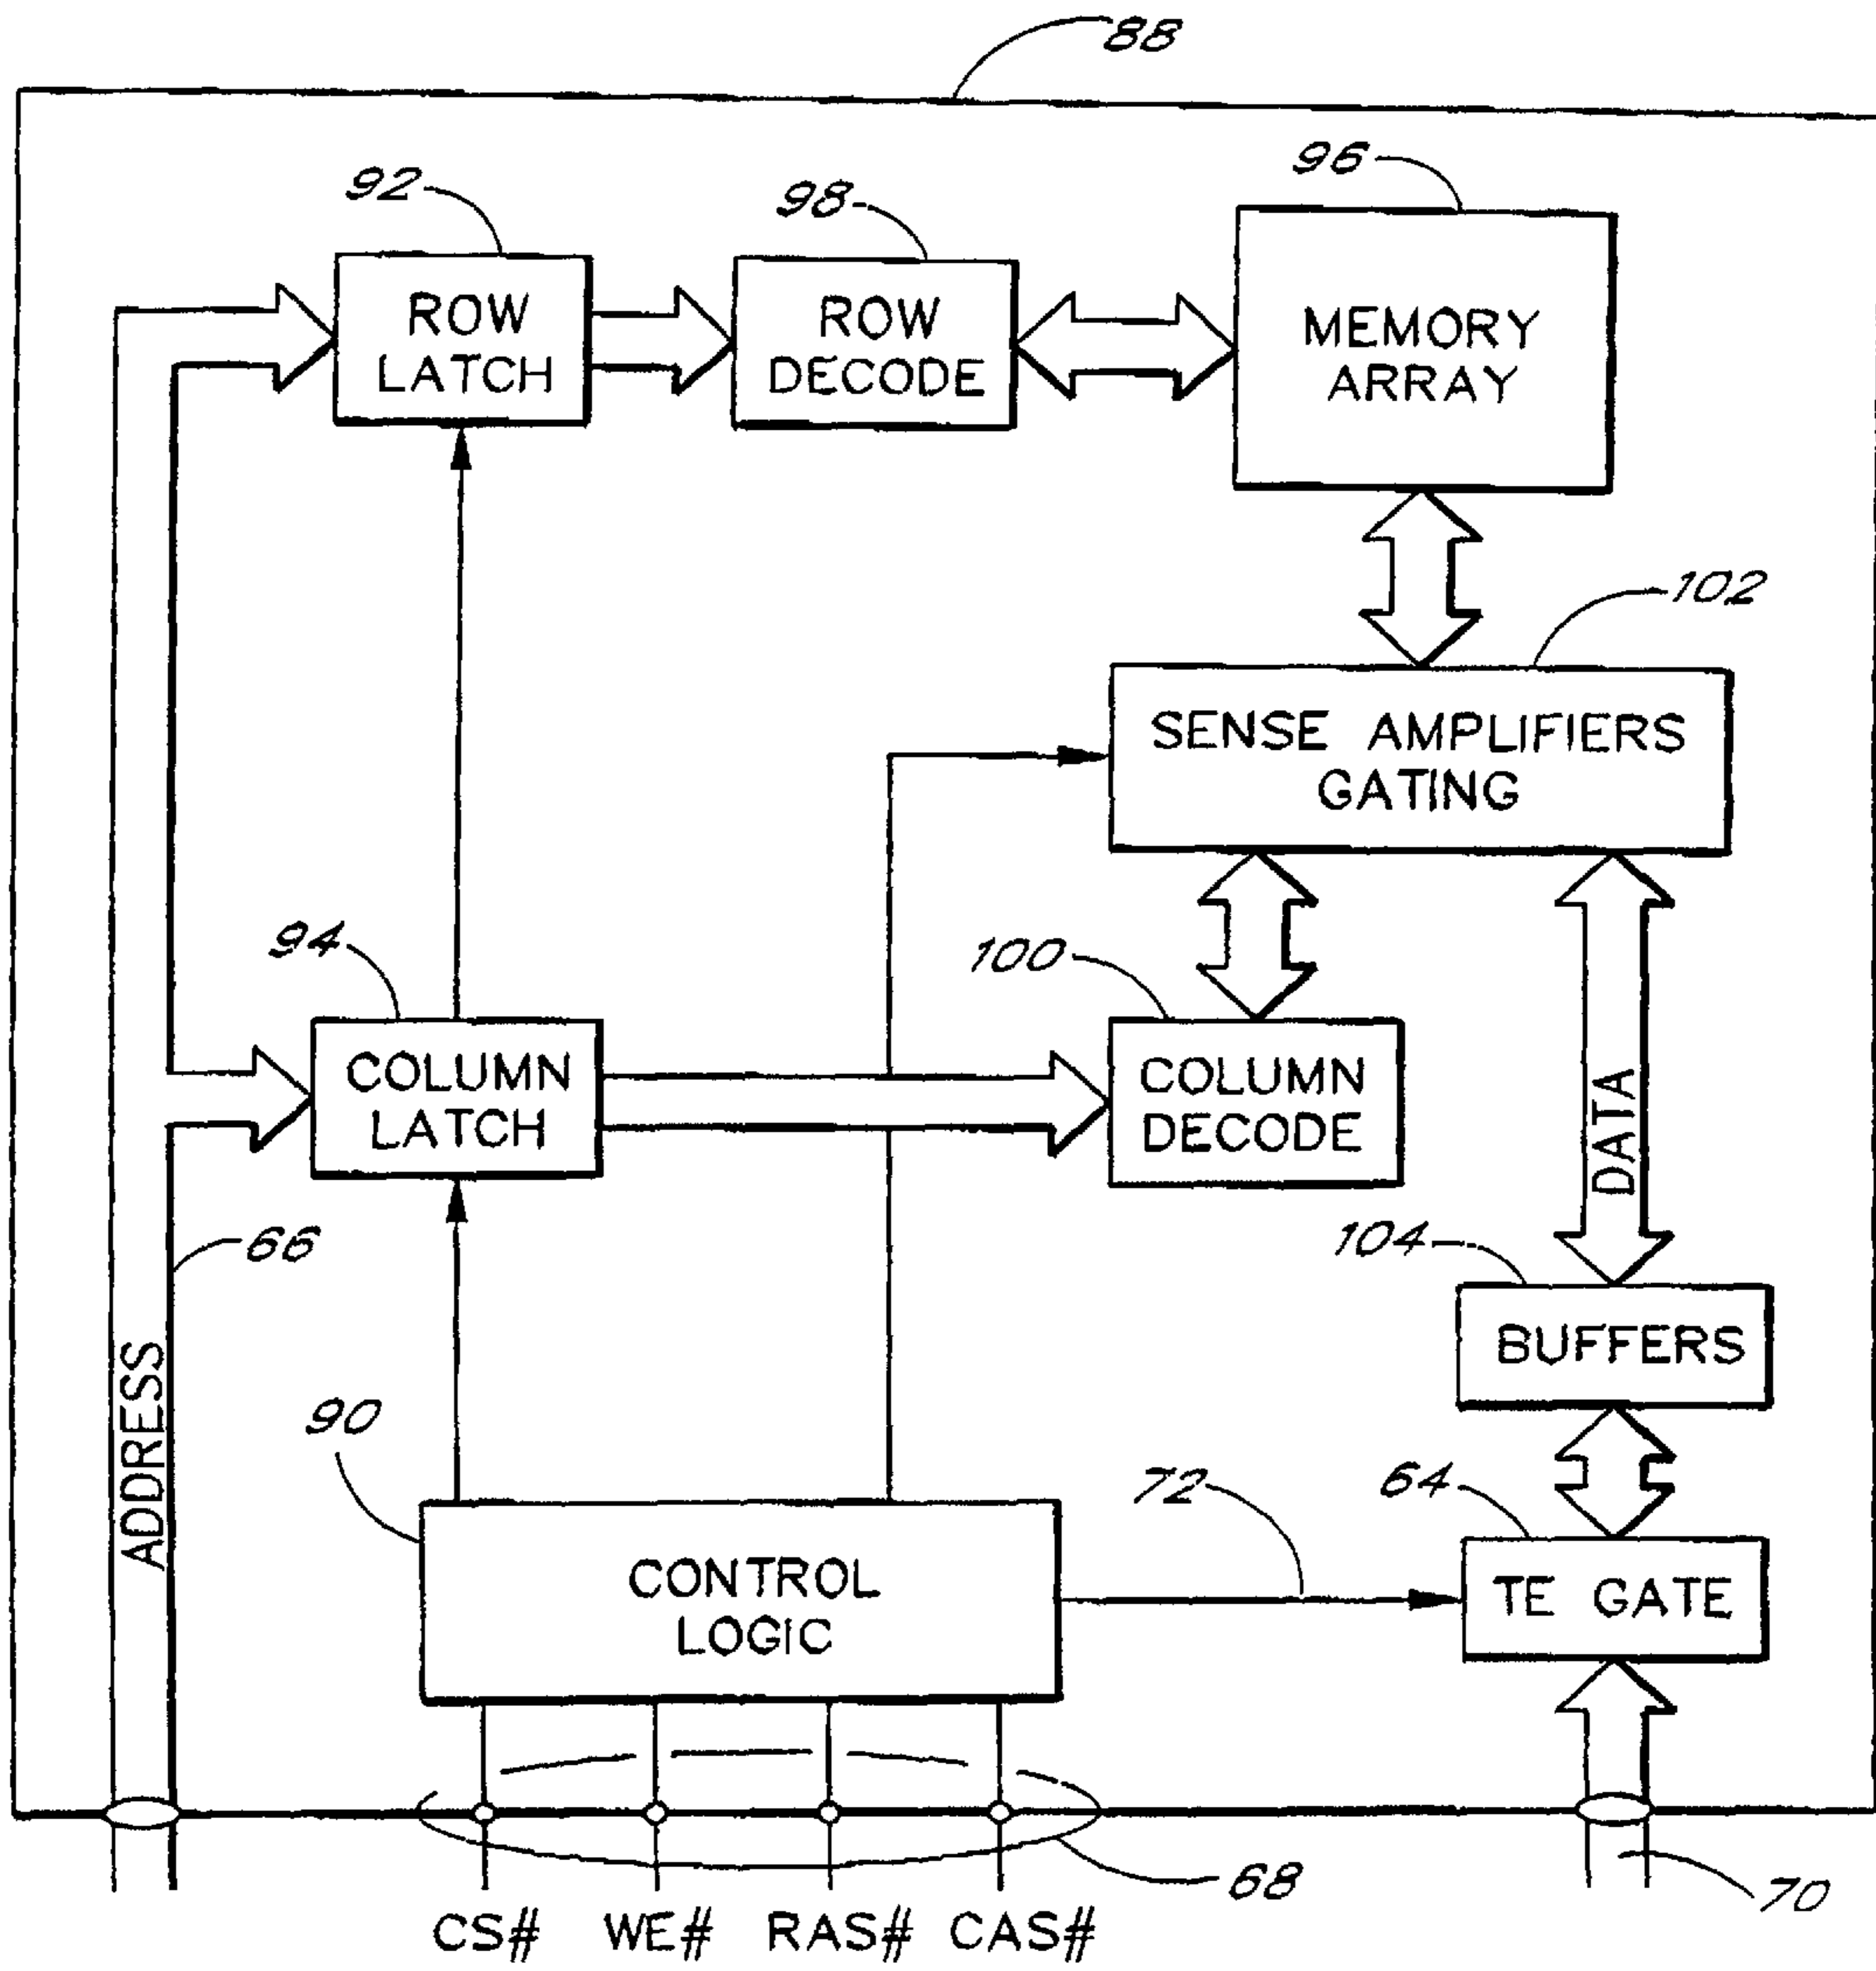 88
92
98
96
ROW
LATCH
ROW
DECODE
MEMORY
ARRAY
102
SENSE AMPLIFIERS
GATING
94
100
COLUMN
LATCH
COLUMN
DECODE
DATA
66
104
BUFFERS
ADDRESS
90
72
64
CONTROL
LOGIC
TE GATE
68
70
CS# WE# RAS# CAS#